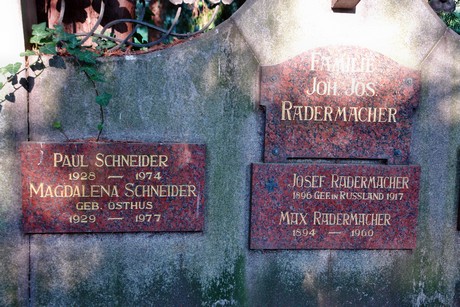 PAUL SCHNEIDER
1928 — 1974
MAGDALENA SCHNEIDER
GEB. OSTHUS
1929 — 1977
FAMILIE
JOH. JOS.
RADERMACHER
JOSEF RADERMACHER
1896 GEF. IN RUSSLAND 1917
MAX RADERMACHER
1894 — 1960